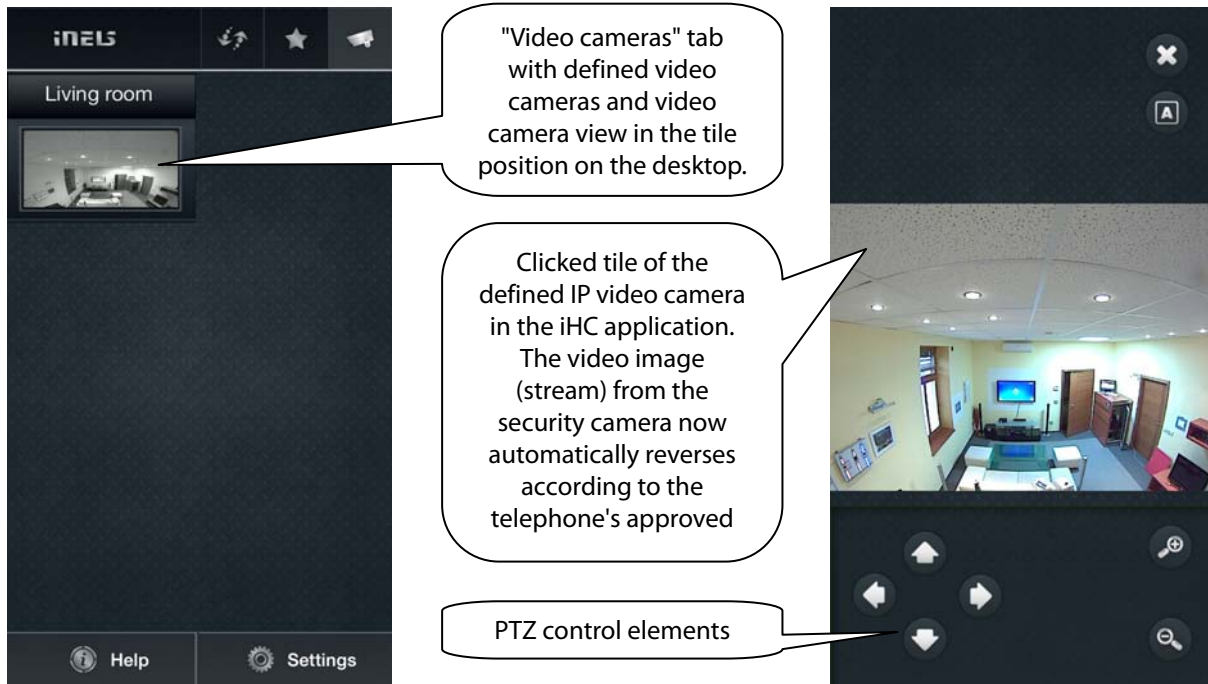 iNELS
Living room
Help
Settings
"Video cameras" tab
with defined video
cameras and video
camera view in the tile
position on the desktop.
Clicked tile of the
defined IP video camera
in the iHC application.
The video image
(stream) from the
security camera now
automatically reverses
according to the
telephone's approved
PTZ control elements
A